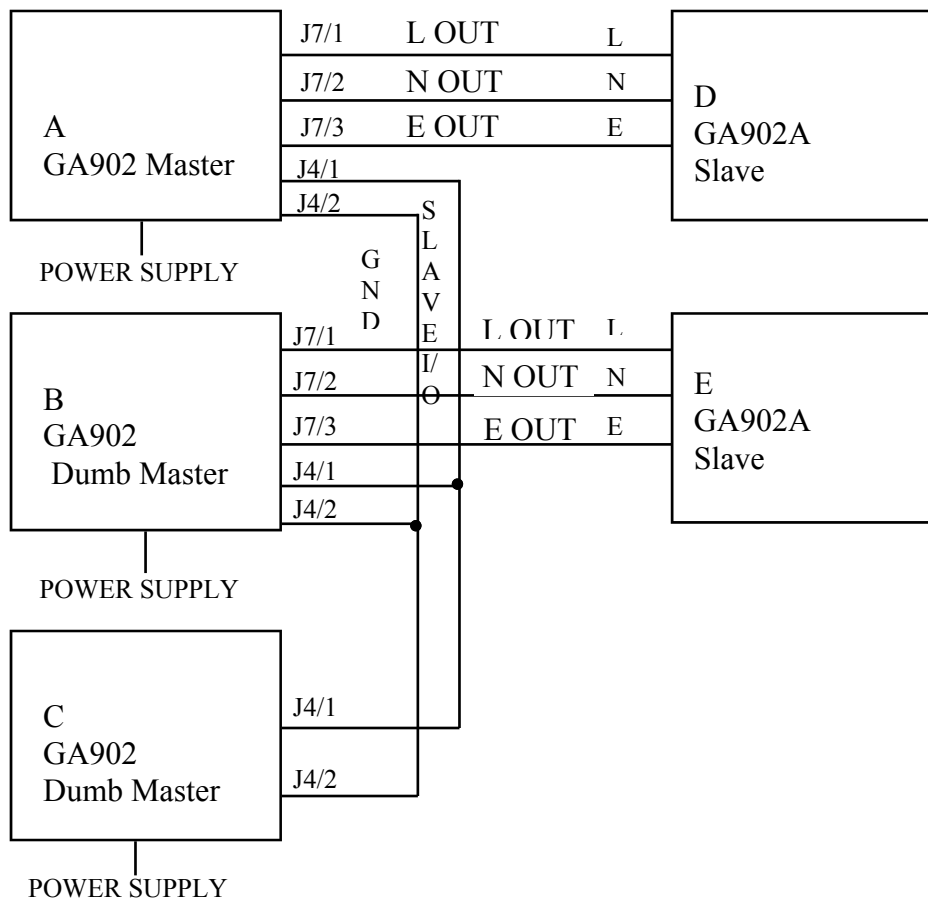 J7/1 L OUT L
J7/2 N OUT N
J7/3 E OUT E
J4/1
J4/2
A
GA902 Master
POWER SUPPLY
D
GA902A
Slave
GND
SLAVE I/O
J7/1 L OUT L
J7/2 N OUT N
J7/3 E OUT E
J4/1
J4/2
B
GA902
Dumb Master
POWER SUPPLY
E
GA902A
Slave
J4/1
J4/2
C
GA902
Dumb Master
POWER SUPPLY